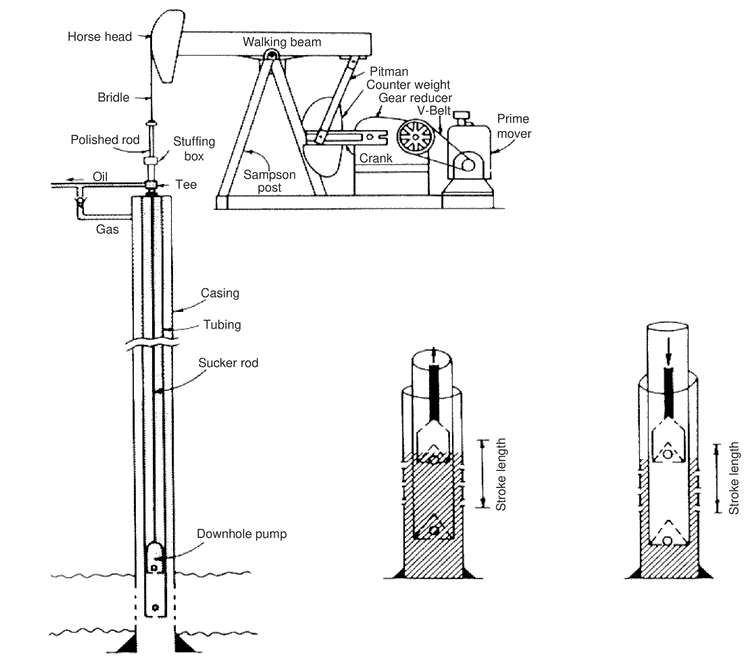 Horse head
Walking beam
Pitman
Counter weight
Gear reducer
V-Belt
Prime
mover
Bridle
Polished rod
Stuffing
box
Crank
Sampson
post
Oil
Tee
Gas
Casing
Tubing
Sucker rod
Downhole pump
Stroke length
Stroke length